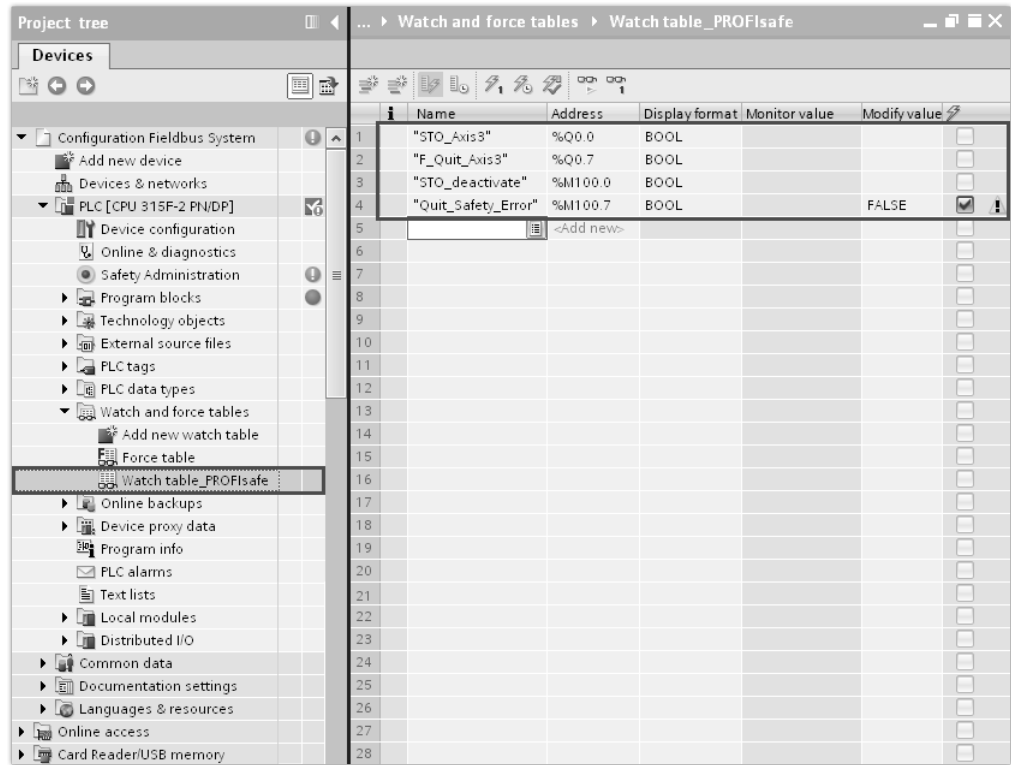 Project tree
Devices
Configuration Fieldbus System
Add new device
Devices & networks
PLC [CPU 315F-2 PN/DP]
Device configuration
Online & diagnostics
Safety Administration
Program blocks
Technology objects
External source files
PLC tags
PLC data types
Watch and force tables
Add new watch table
Force table
Watch table_PROFIsafe
Online backups
Device proxy data
Program info
PLC alarms
Text lists
Local modules
Distributed I/O
Common data
Documentation settings
Languages & resources
Online access
Card Reader/USB memory
... Watch and force tables Watch table_PROFIsafe
i Name Address Display format Monitor value Modify value
1 "STO_Axis3" %Q0.0 BOOL
2 "F_Quit_Axis3" %Q0.7 BOOL
3 "STO_deactivate" %M100.0 BOOL
4 "Quit_Safety_Error" %M100.7 BOOL FALSE
5 <Add new>
6
7
8
9
10
11
12
13
14
15
16
17
18
19
20
21
22
23
24
25
26
27
28